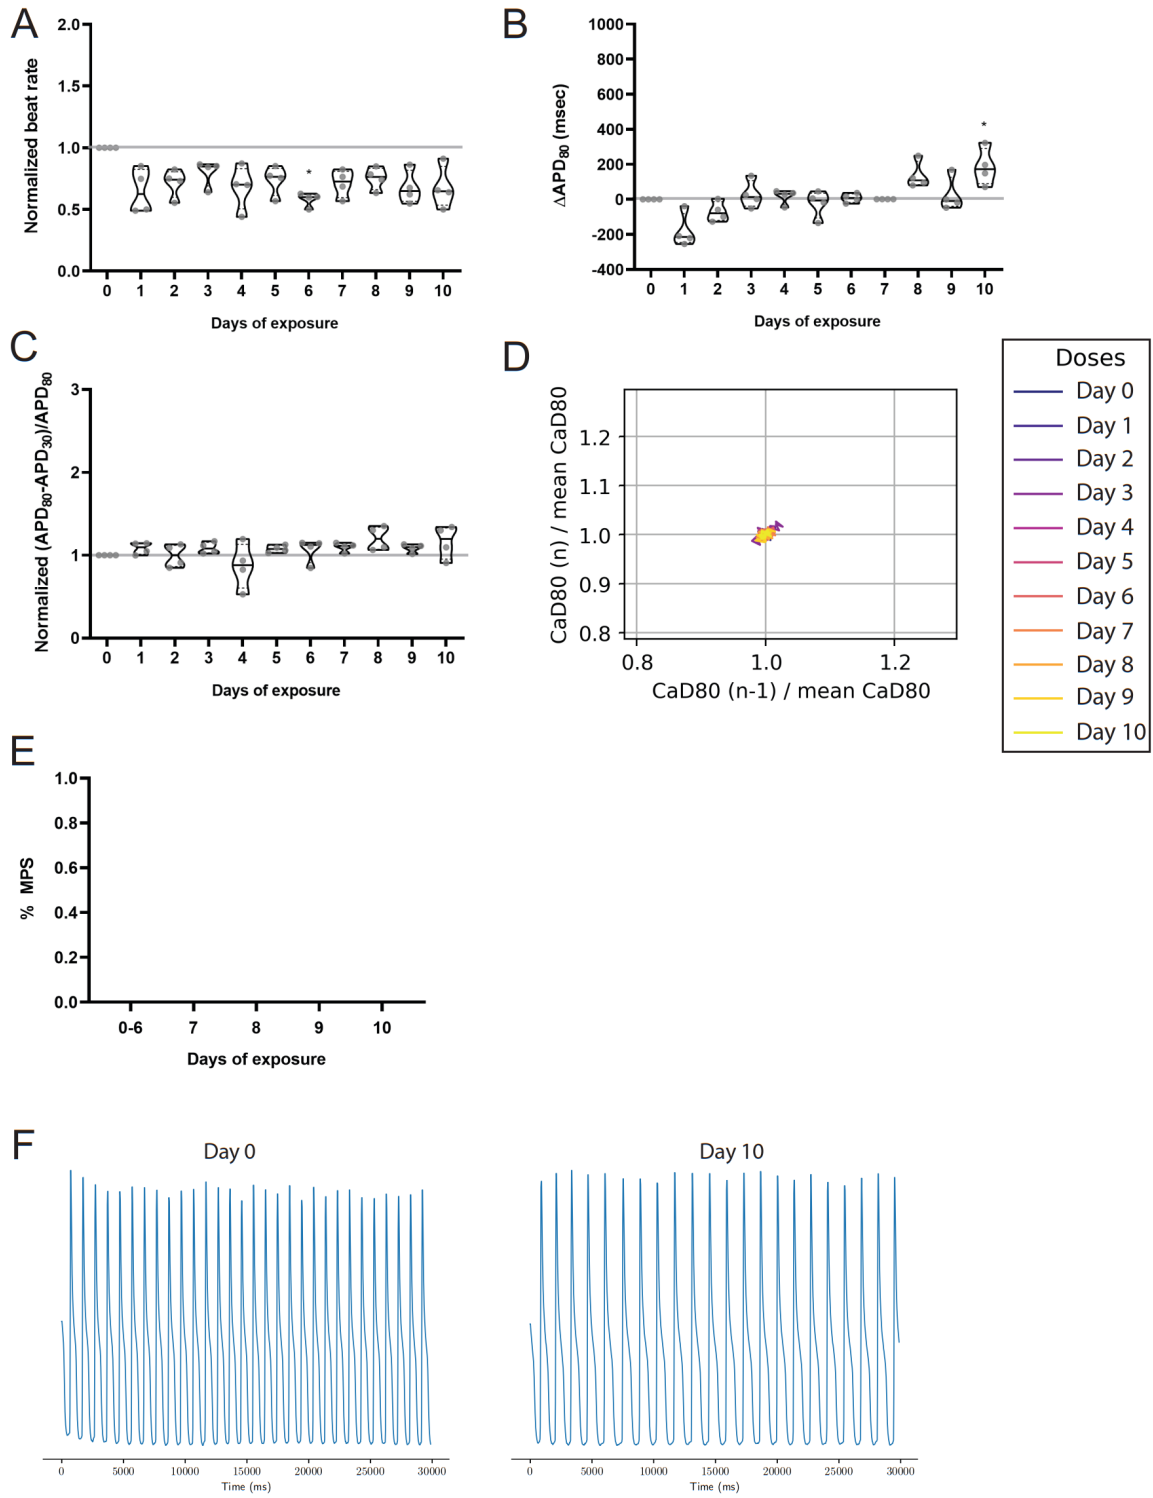 A
2.0
1.5
1.0
0.5
0.0
Normalized beat rate
0 1 2 3 4 5 6 7 8 9 10
Days of exposure
*
B
1000
800
600
400
200
0
-200
-400
ΔAPD80 (msec)
0 1 2 3 4 5 6 7 8 9 10
Days of exposure
*
C
3
2
1
0
Normalized (APD80-APD30)/APD80
0 1 2 3 4 5 6 7 8 9 10
Days of exposure
D
1.2
1.1
1.0
0.9
0.8
CaD80 (n) / mean CaD80
0.8 1.0 1.2
CaD80 (n-1) / mean CaD80
Doses
Day 0
Day 1
Day 2
Day 3
Day 4
Day 5
Day 6
Day 7
Day 8
Day 9
Day 10
E
1.0
0.8
0.6
0.4
0.2
0.0
% MPS
0-6 7 8 9 10
Days of exposure
F
Day 0
0 5000 10000 15000 20000 25000 30000
Time (ms)
Day 10
0 5000 10000 15000 20000 25000 30000
Time (ms)